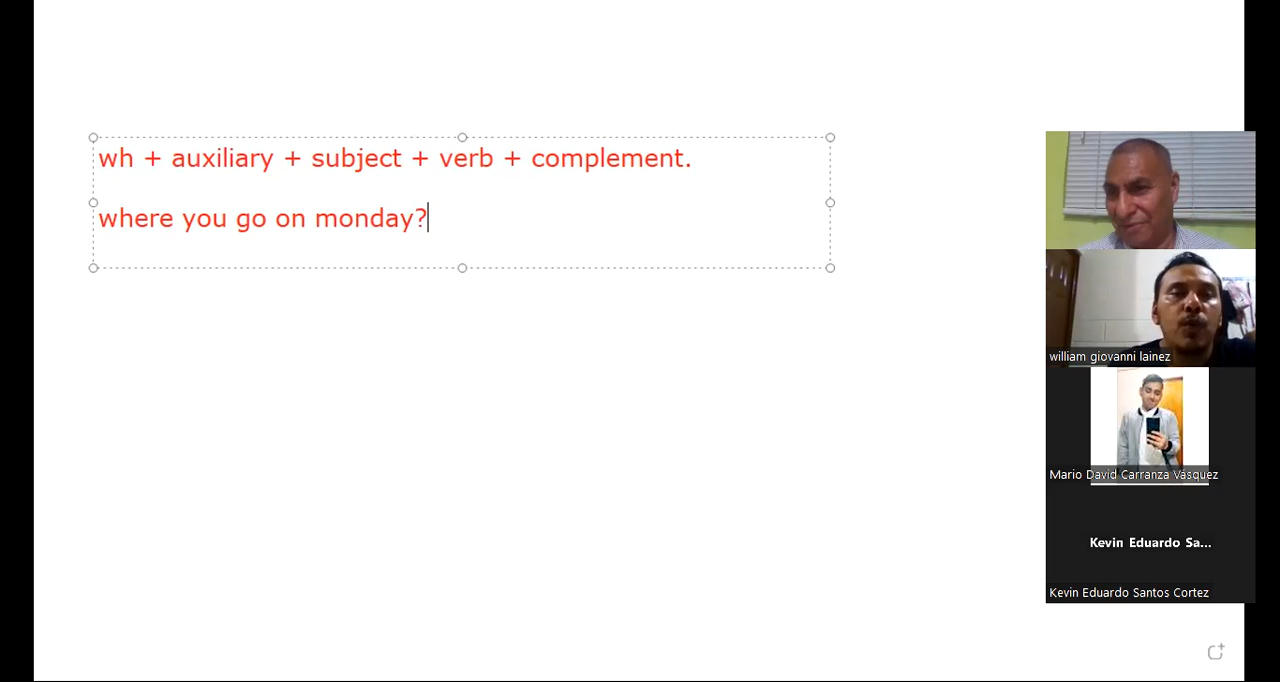 wh + auxiliary + subject + verb + complement.
where you go on monday?
william giovanni lainez
Mario David Carranza Vásquez
Kevin Eduardo Sa...
Kevin Eduardo Santos Cortez